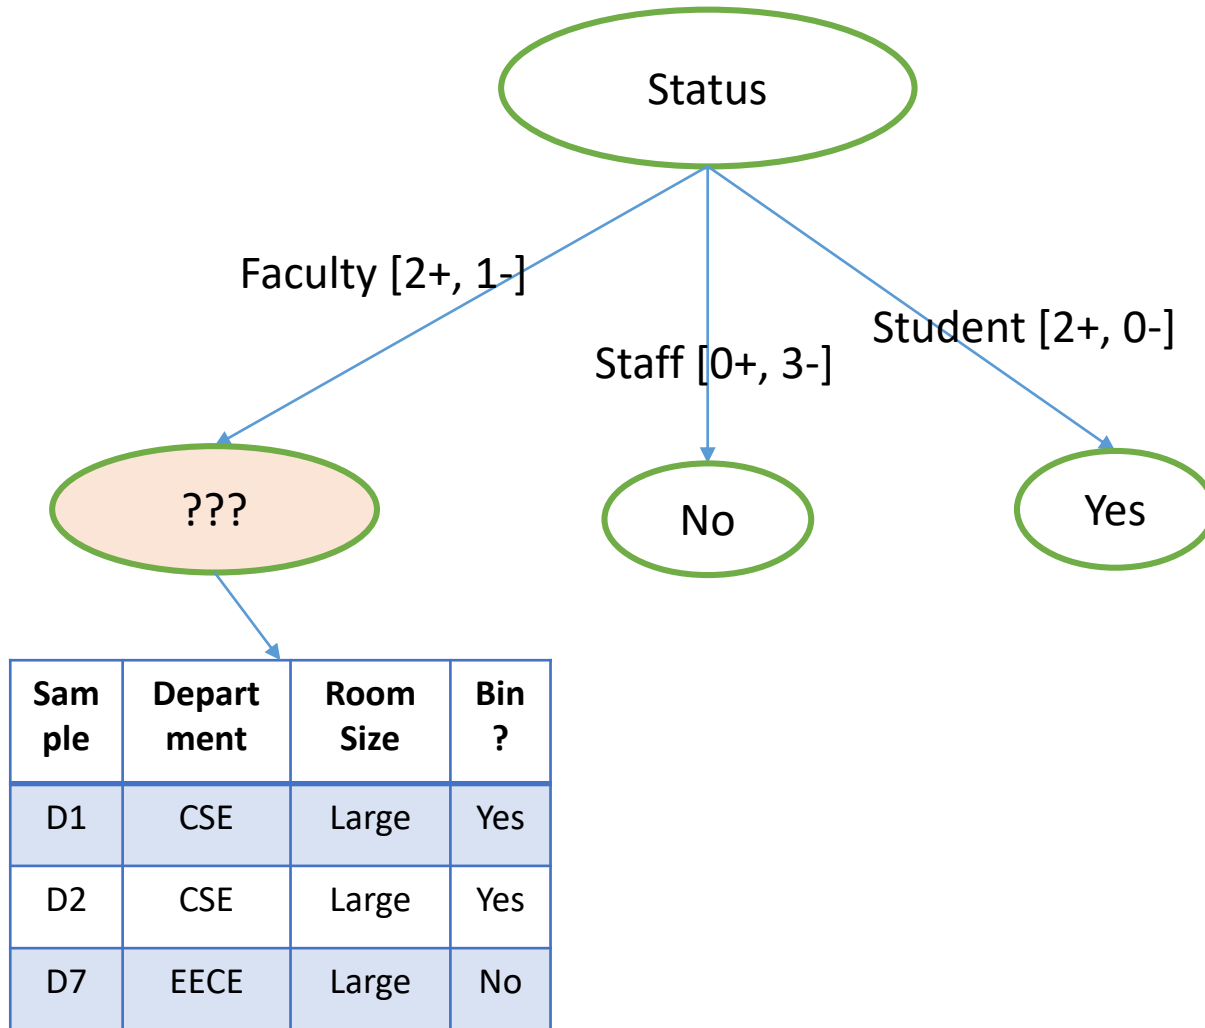 Status
Faculty [2+, 1-]
Student [2+, 0-]
Staff [0+, 3-]
???
No
Yes
Sam Depart Room Bin
ple ment Size ?
D1 CSE Large Yes
D2 CSE Large Yes
D7 EECE Large No